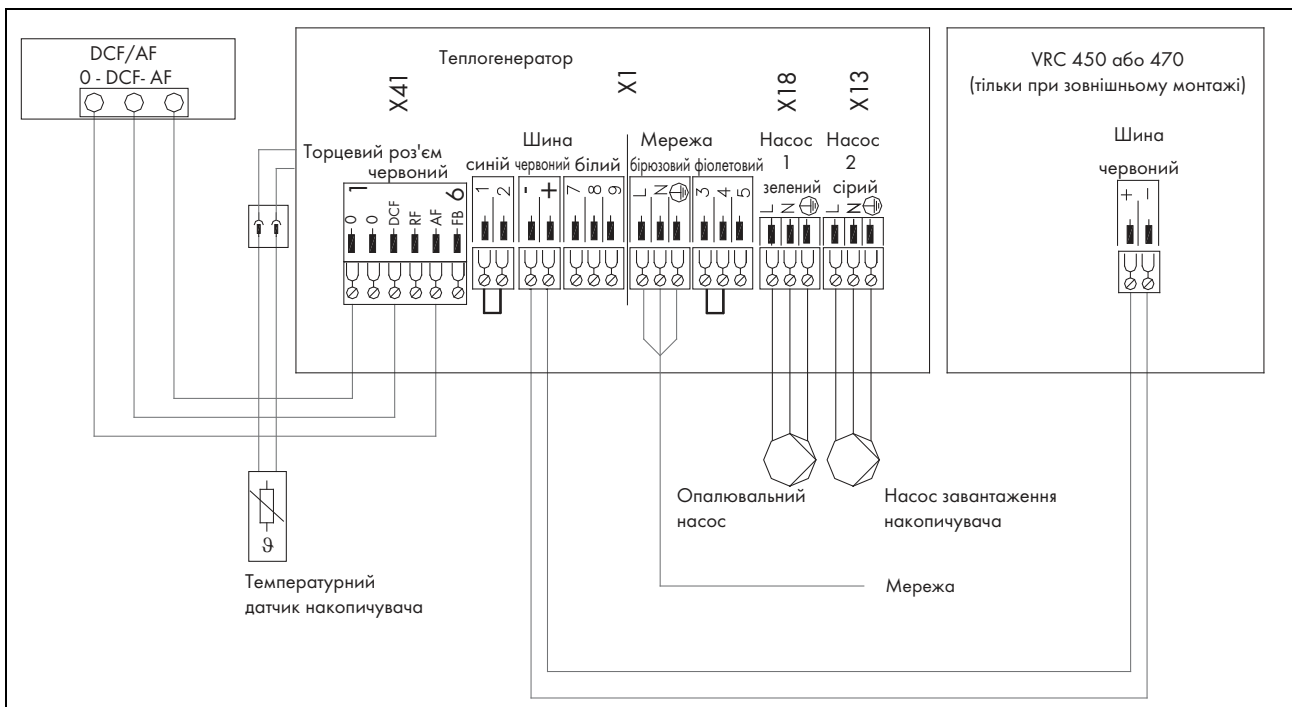 DCF/AF
0 - DCF- AF
Теплогенератор
X41
X1
X18
X13
VRC 450 або 470
(тільки при зовнішньому монтажі)
Торцевий роз'єм
червоний
Шина
синій червоний білий
Мережа
бірюзовий фіолетовий
Насос
1
зелений
Насос
2
сірий
Шина
червоний
1 6
0 0 DCF RF AF FB
1 2
- +
7 8 9
L N
3 4 5
L N
L N
+ -
Опалювальний
насос
Насос завантаження
накопичувача
ϑ
Температурний
датчик накопичувача
Мережа